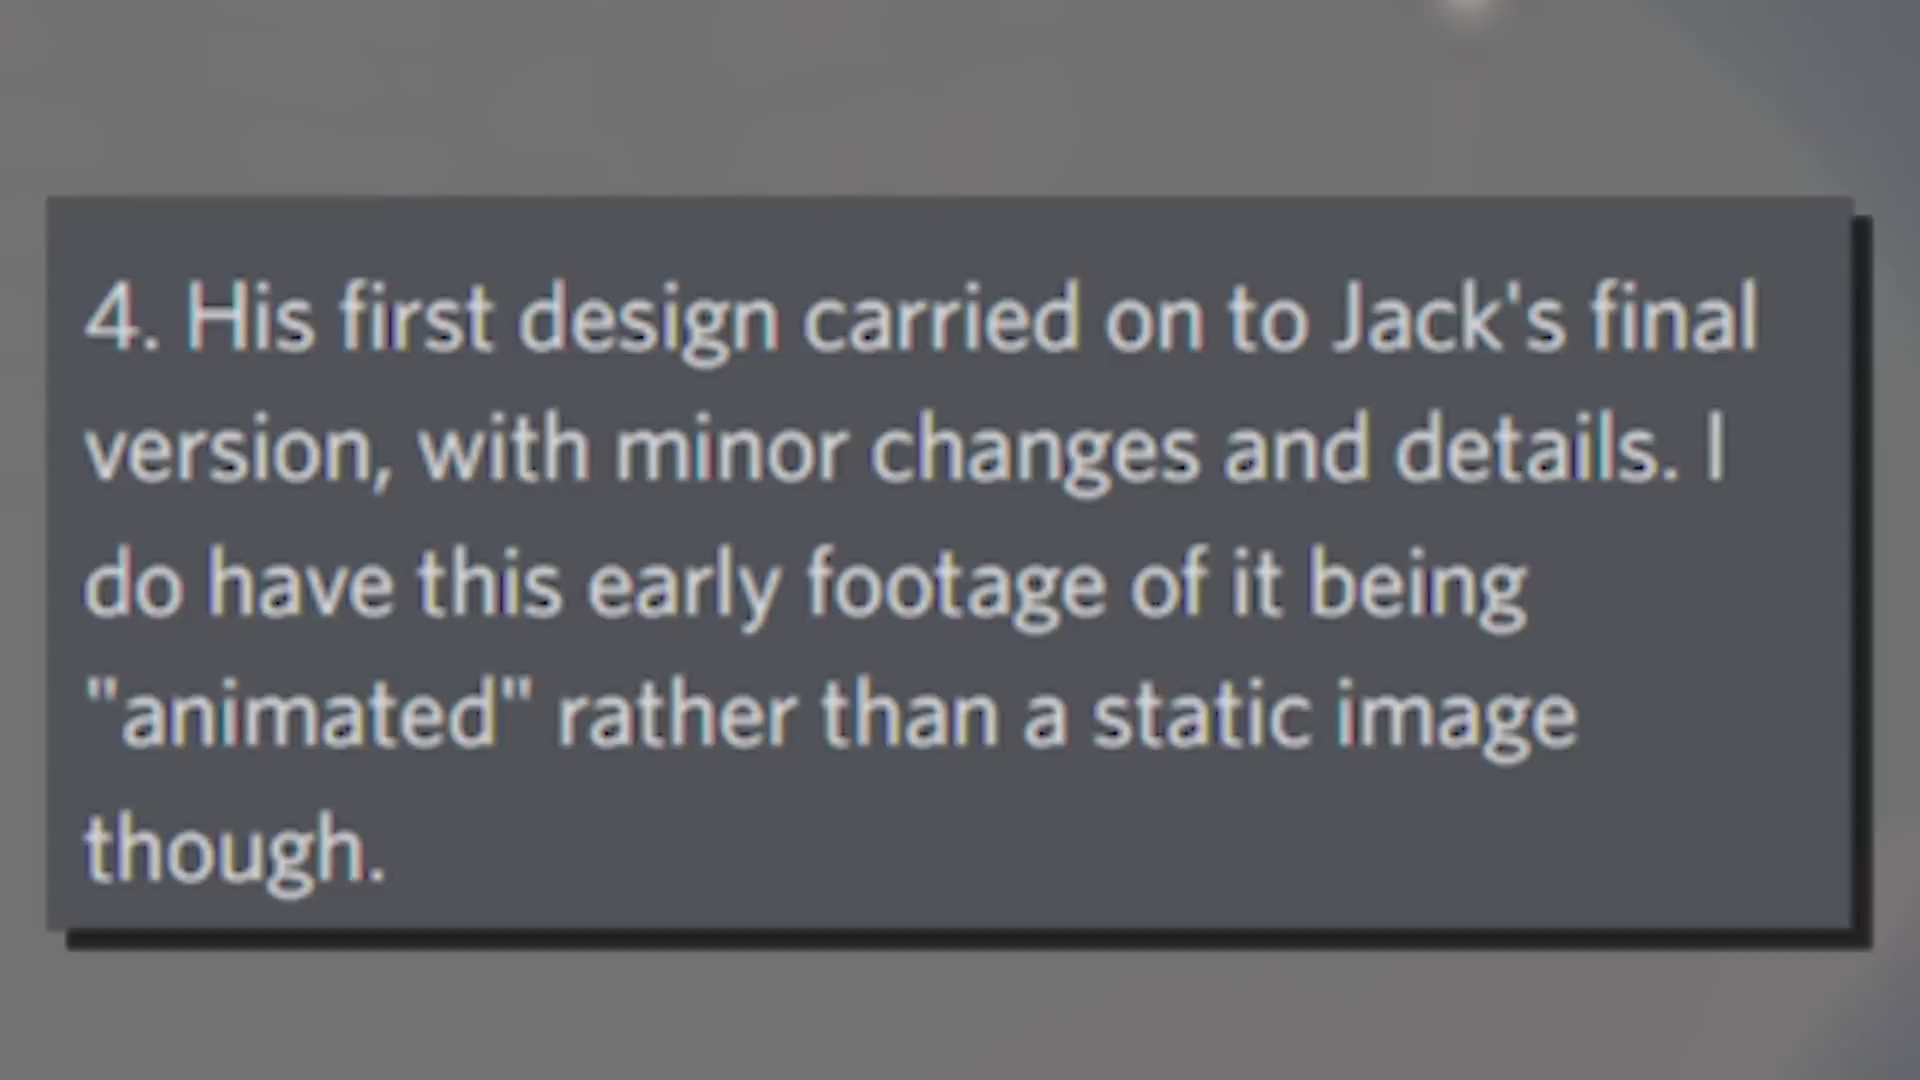 4. His first design carried on to Jack's final
version, with minor changes and details. I
do have this early footage of it being
"animated" rather than a static image
though.